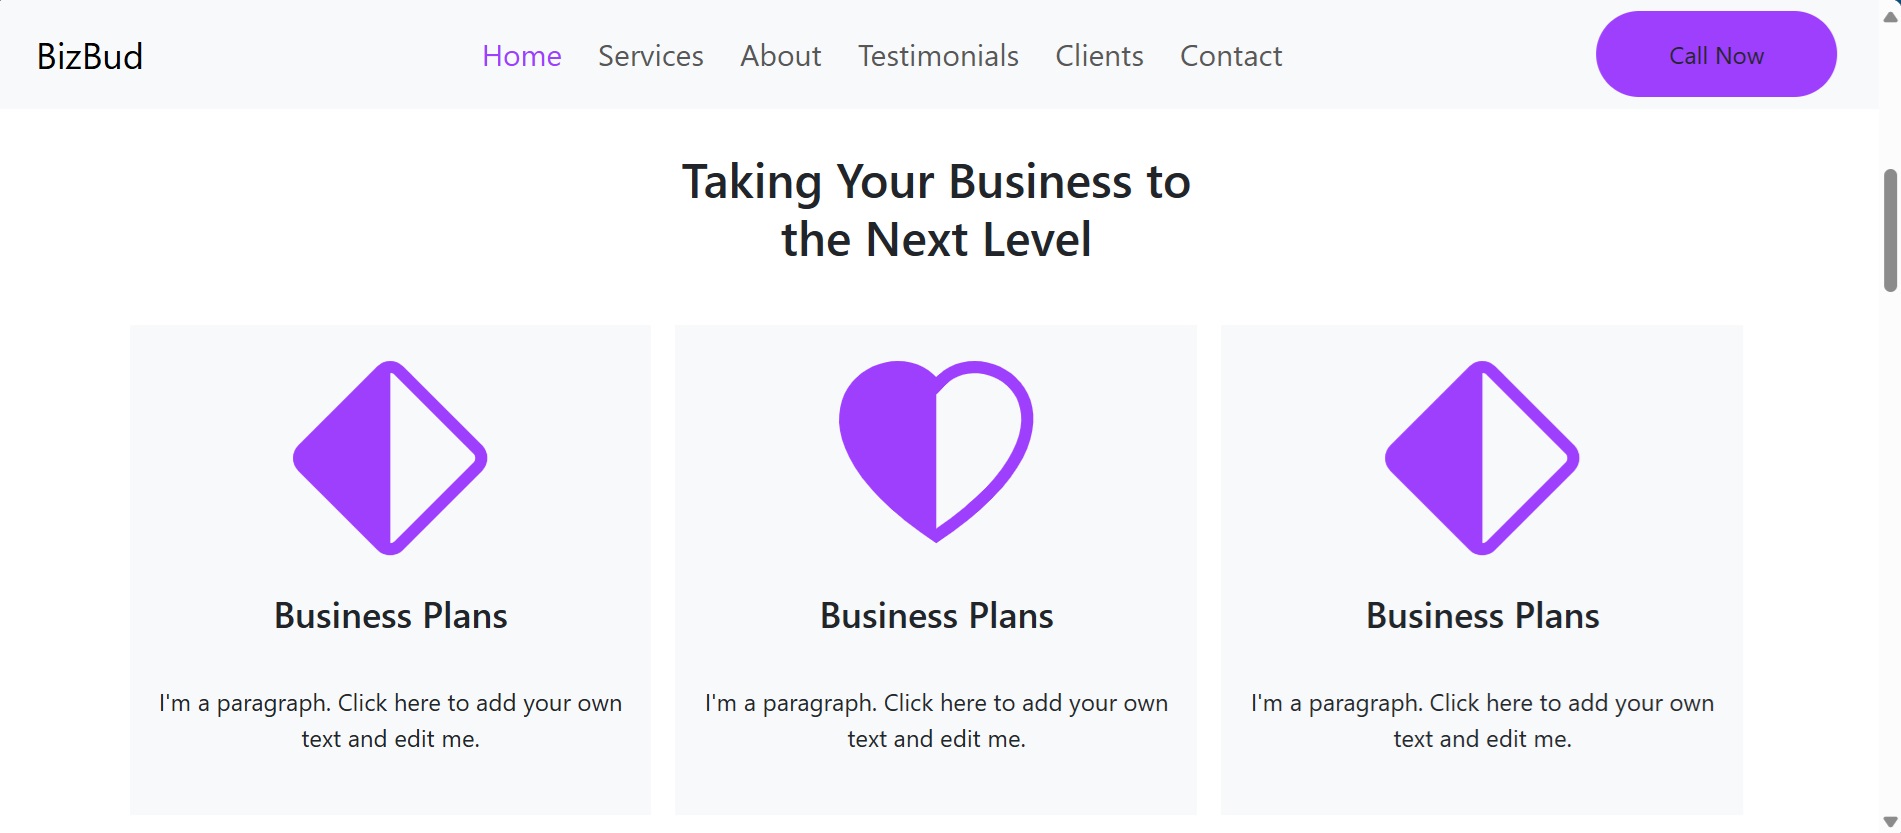 BizBud
Home Services About Testimonials Clients Contact
Call Now
Taking Your Business to
the Next Level
Business Plans
I'm a paragraph. Click here to add your own
text and edit me.
Business Plans
I'm a paragraph. Click here to add your own
text and edit me.
Business Plans
I'm a paragraph. Click here to add your own
text and edit me.